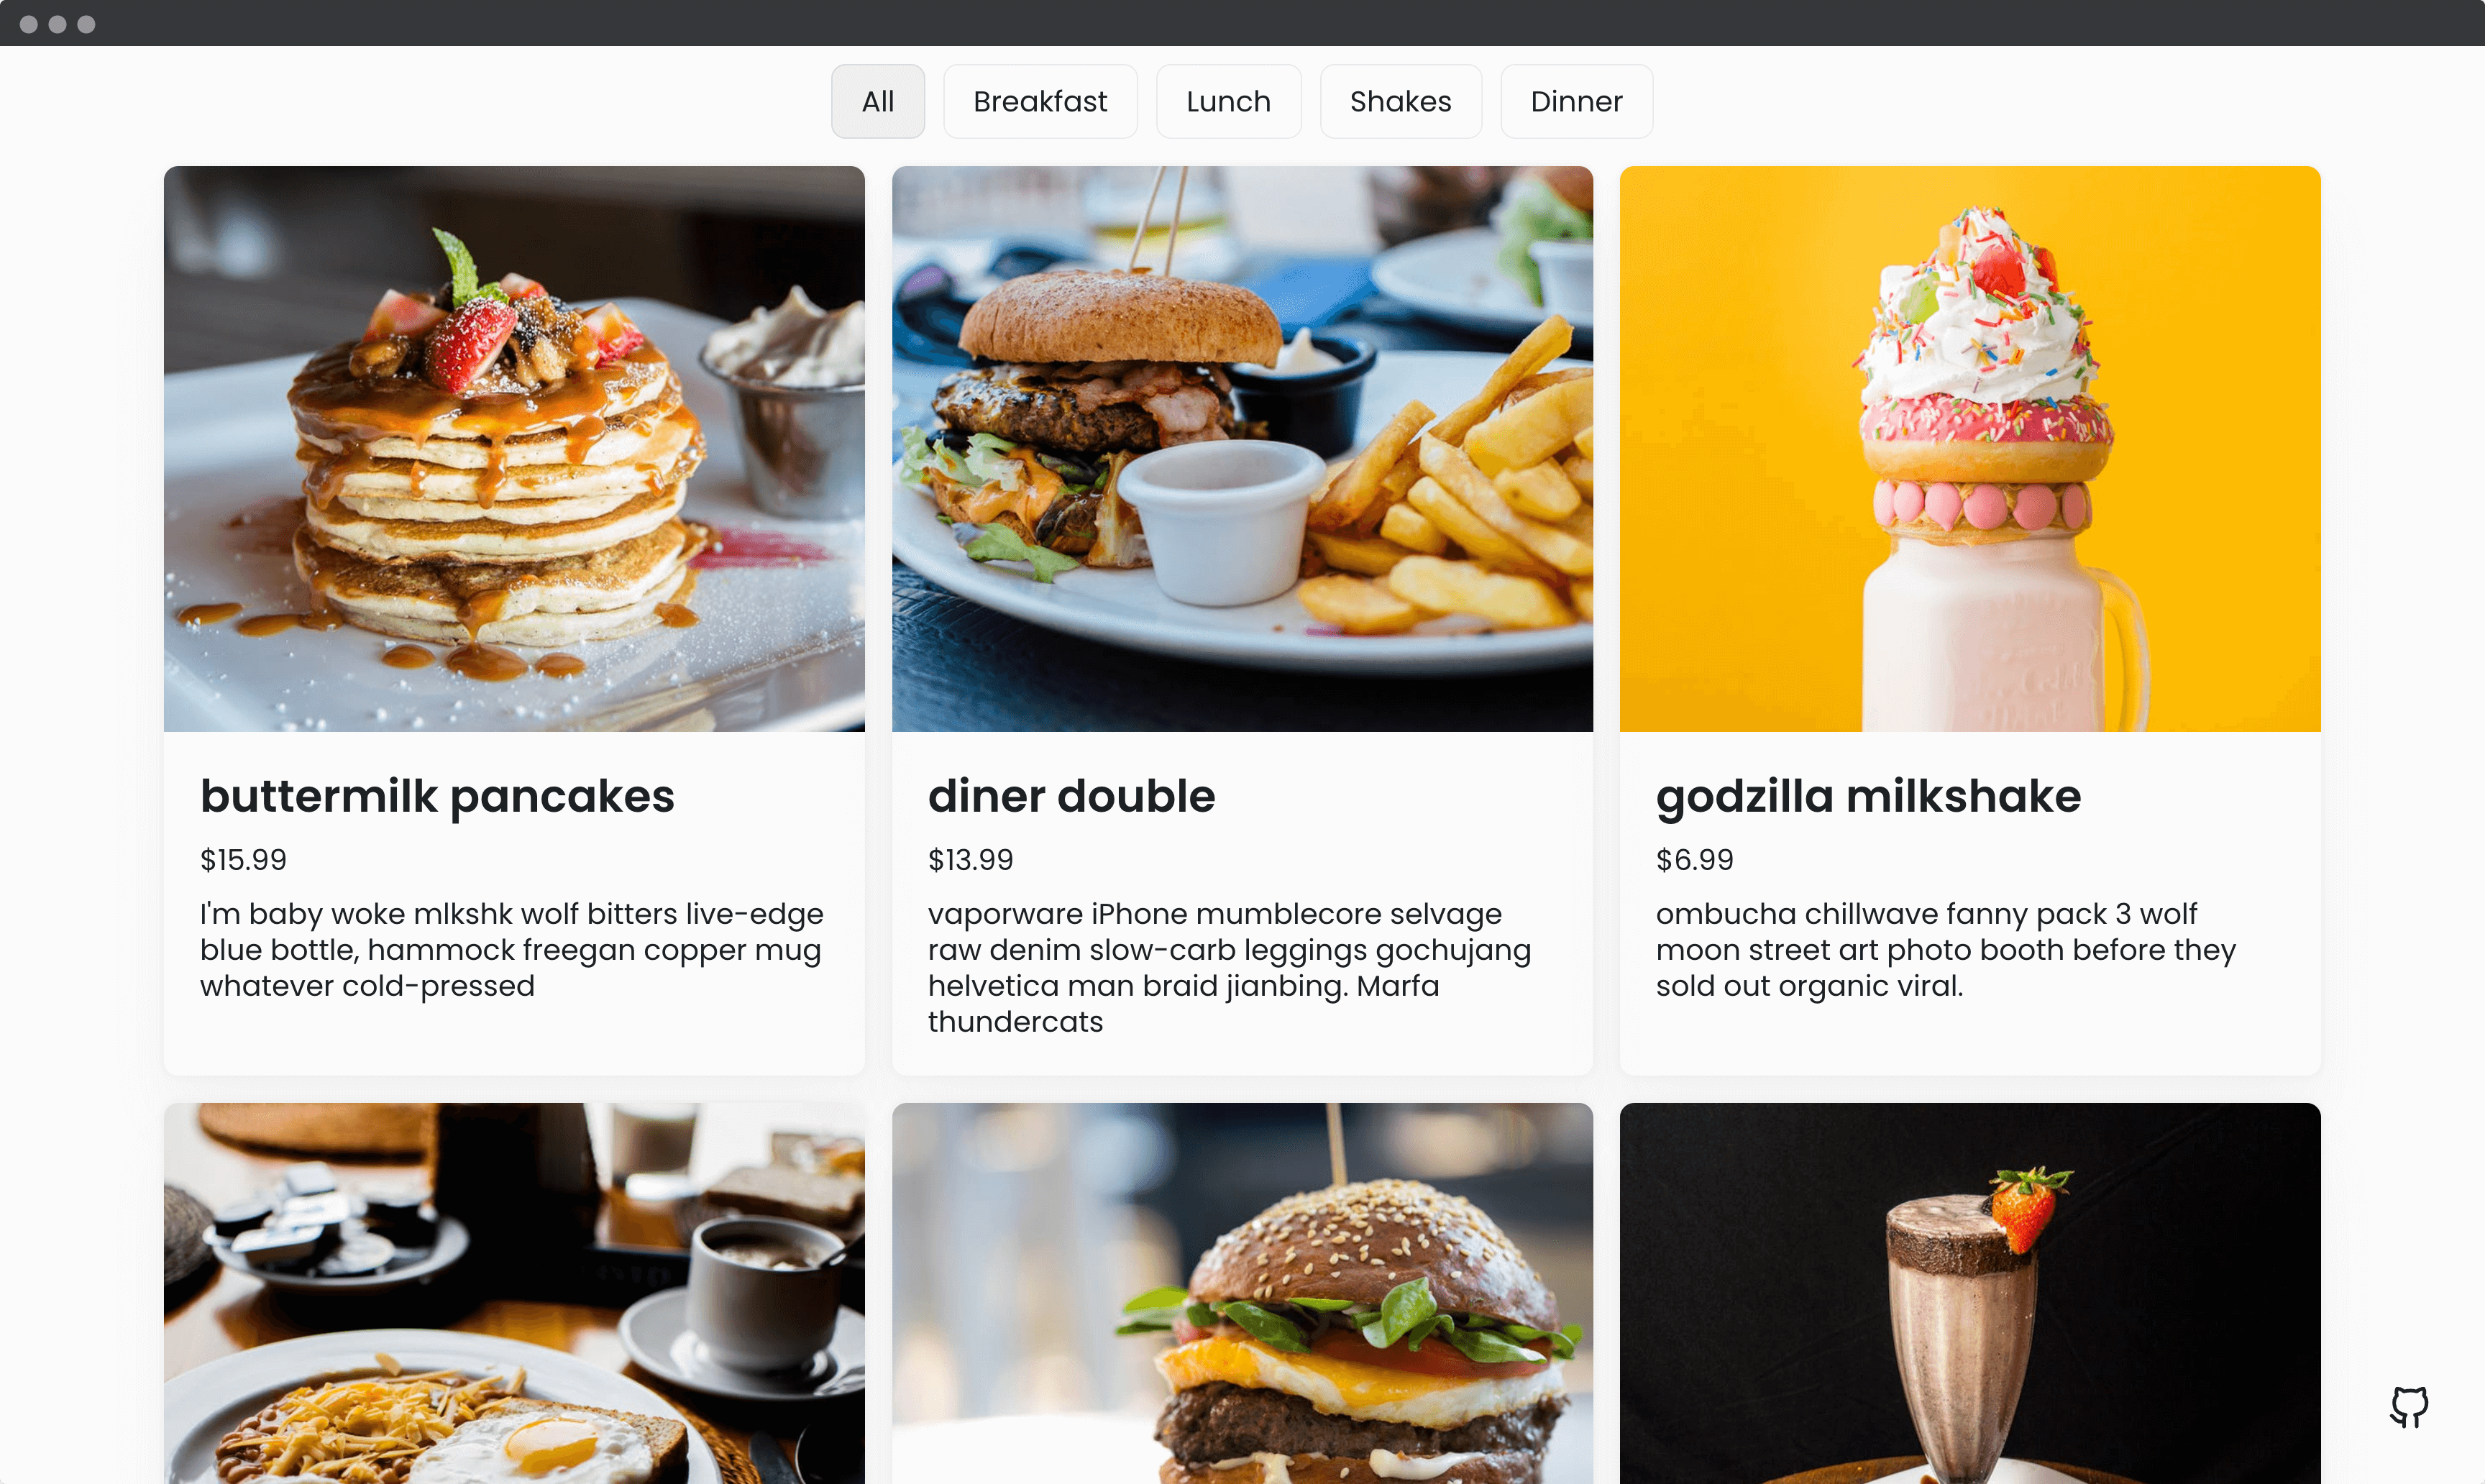 All
Breakfast
Lunch
Shakes
Dinner
buttermilk pancakes
$15.99
I'm baby woke mlkshk wolf bitters live-edge
blue bottle, hammock freegan copper mug
whatever cold-pressed
diner double
$13.99
vaporware iPhone mumblecore selvage
raw denim slow-carb leggings gochujang
helvetica man braid jianbing. Marfa
thundercats
godzilla milkshake
$6.99
ombucha chillwave fanny pack 3 wolf
moon street art photo booth before they
sold out organic viral.